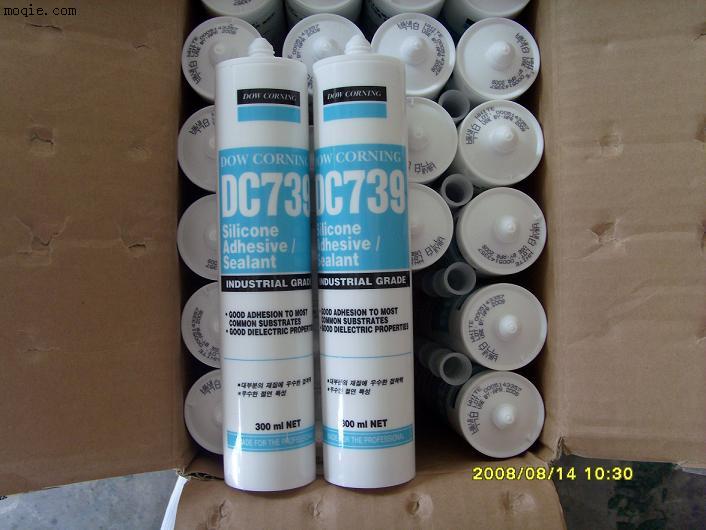 moqie.com
DOW CORNING
DOW CORNING
DC739
Silicone
Adhesive /
Sealant
INDUSTRIAL GRADE
• GOOD ADHESION TO MOST
COMMON SUBSTRATES
• GOOD DIELECTRIC PROPERTIES
•대부분의 재질에 우수한 접착력
•우수한 절연 특성
300 ml NET
MADE FOR THE PROFESSIONAL
DOW CORNING
DOW CORNING
DC739
Silicone
Adhesive /
Sealant
INDUSTRIAL GRADE
• GOOD ADHESION TO MOST
COMMON SUBSTRATES
• GOOD DIELECTRIC PROPERTIES
•대부분의 재질에 우수한 접착력
•우수한 절연 특성
300 ml NET
MADE FOR THE PROFESSIONAL
백색
WHITE
2008/08/14 10:30